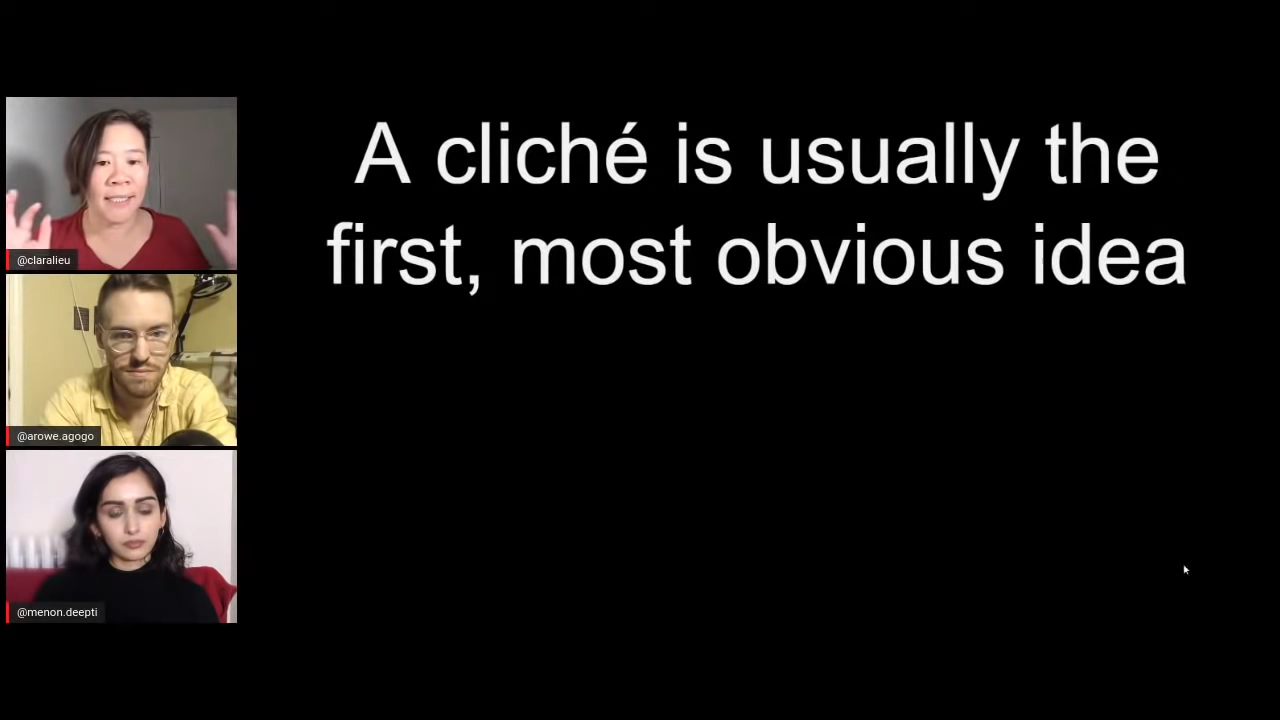 A cliché is usually the
first, most obvious idea
@claralieu
@arowe.agogo
@menon.deepti